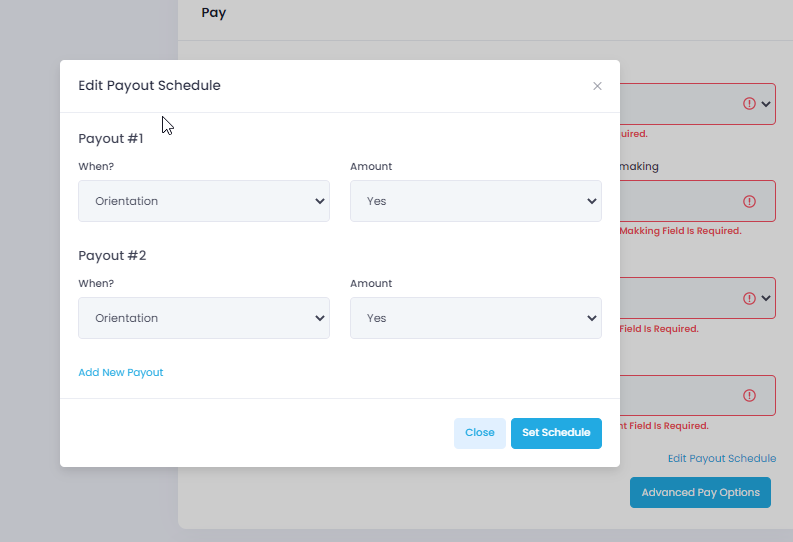 Pay
Edit Payout Schedule
Payout #1
When?
Amount
Orientation
Yes
Payout #2
When?
Amount
Orientation
Yes
Add New Payout
Close
Set Schedule
making
Makking Field Is Required.
Field Is Required.
Field Is Required.
Edit Payout Schedule
Advanced Pay Options